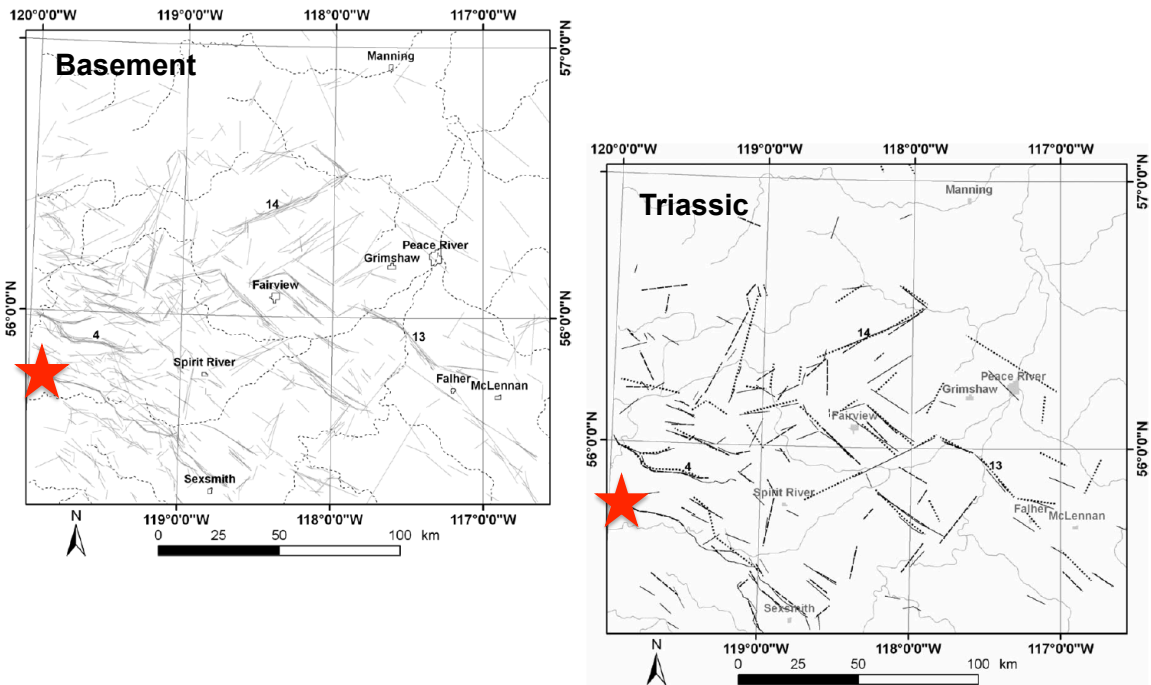 120°0'0"W 119°0'0"W 118°0'0"W 117°0'0"W
Basement
Manning
57°0'0"N
14
Peace River
Grimshaw
Fairview
56°0'0"N
56°0'0"N
4
13
Spirit River
Falher
McLennan
Sexsmith
119°0'0"W 118°0'0"W 117°0'0"W
N
0 25 50 100 km
120°0'0"W 119°0'0"W 118°0'0"W 117°0'0"W
Triassic
Manning
57°0'0"N
14
Peace River
Grimshaw
Fairview
56°0'0"N
56°0'0"N
4
13
Spirit River
Falher
McLennan
Sexsmith
119°0'0"W 118°0'0"W 117°0'0"W
N
0 25 50 100 km